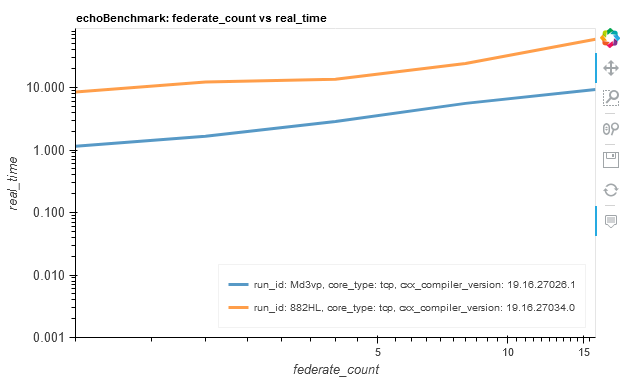 echoBenchmark: federate_count vs real_time
10.000
1.000
0.100
0.010
0.001
real_time
run_id: Md3vp, core_type: tcp, cxx_compiler_version: 19.16.27026.1
run_id: 882HL, core_type: tcp, cxx_compiler_version: 19.16.27034.0
5
10
15
federate_count